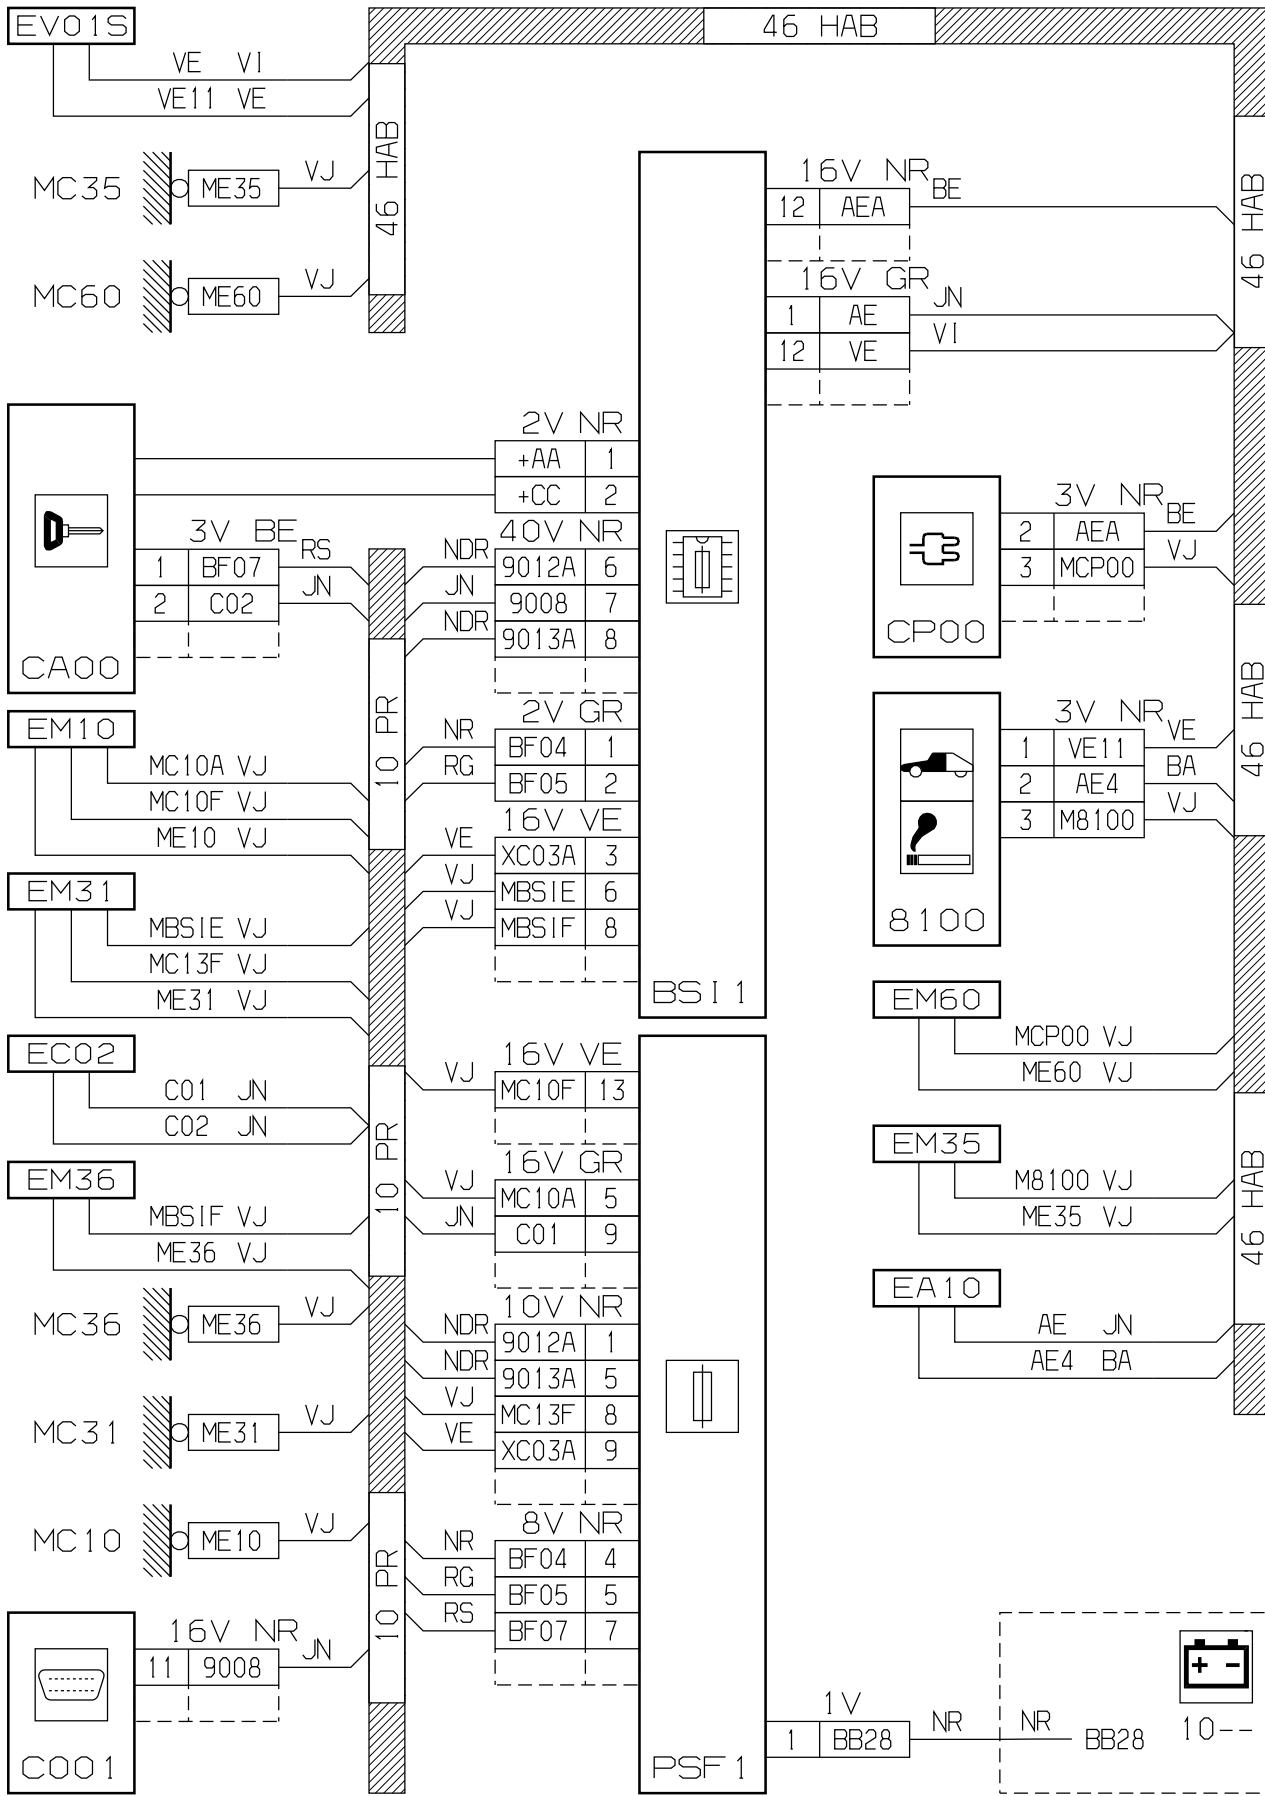 EV01S
VE VI
VE11 VE
46 HAB
46 HAB
MC35
ME35
VJ
MC60
ME60
VJ
16V NR
12 AEA
BE
16V GR
1 AE
JN
12 VE
VI
46 HAB
2V NR
+AA 1
+CC 2
40V NR
NDR
9012A 6
JN
9008 7
NDR
9013A 8
3V BE
1 BF07
RS
2 C02
JN
CA00
3V NR
2 AEA
BE
3 MCP00
VJ
CP00
10 PR
46 HAB
EM10
MC10A VJ
MC10F VJ
ME10 VJ
2V GR
NR
BF04 1
RG
BF05 2
16V VE
VE
XC03A 3
VJ
MBSIE 6
VJ
MBSIF 8
BSI1
3V NR
1 VE11
VE
2 AE4
BA
3 M8100
VJ
8100
EM31
MBSIE VJ
MC13F VJ
ME31 VJ
EM60
MCP00 VJ
ME60 VJ
EC02
C01 JN
C02 JN
16V VE
VJ
MC10F 13
10 PR
EM35
M8100 VJ
ME35 VJ
46 HAB
EM36
MBSIF VJ
ME36 VJ
16V GR
VJ
MC10A 5
JN
C01 9
EA10
AE JN
AE4 BA
MC36
ME36
VJ
10V NR
NDR
9012A 1
NDR
9013A 5
VJ
MC13F 8
VE
XC03A 9
MC31
ME31
VJ
MC10
ME10
VJ
10 PR
8V NR
NR
BF04 4
RG
BF05 5
RS
BF07 7
16V NR
11 9008
JN
C001
PSF1
1V
1 BB28
NR
NR
BB28
+ -
10--